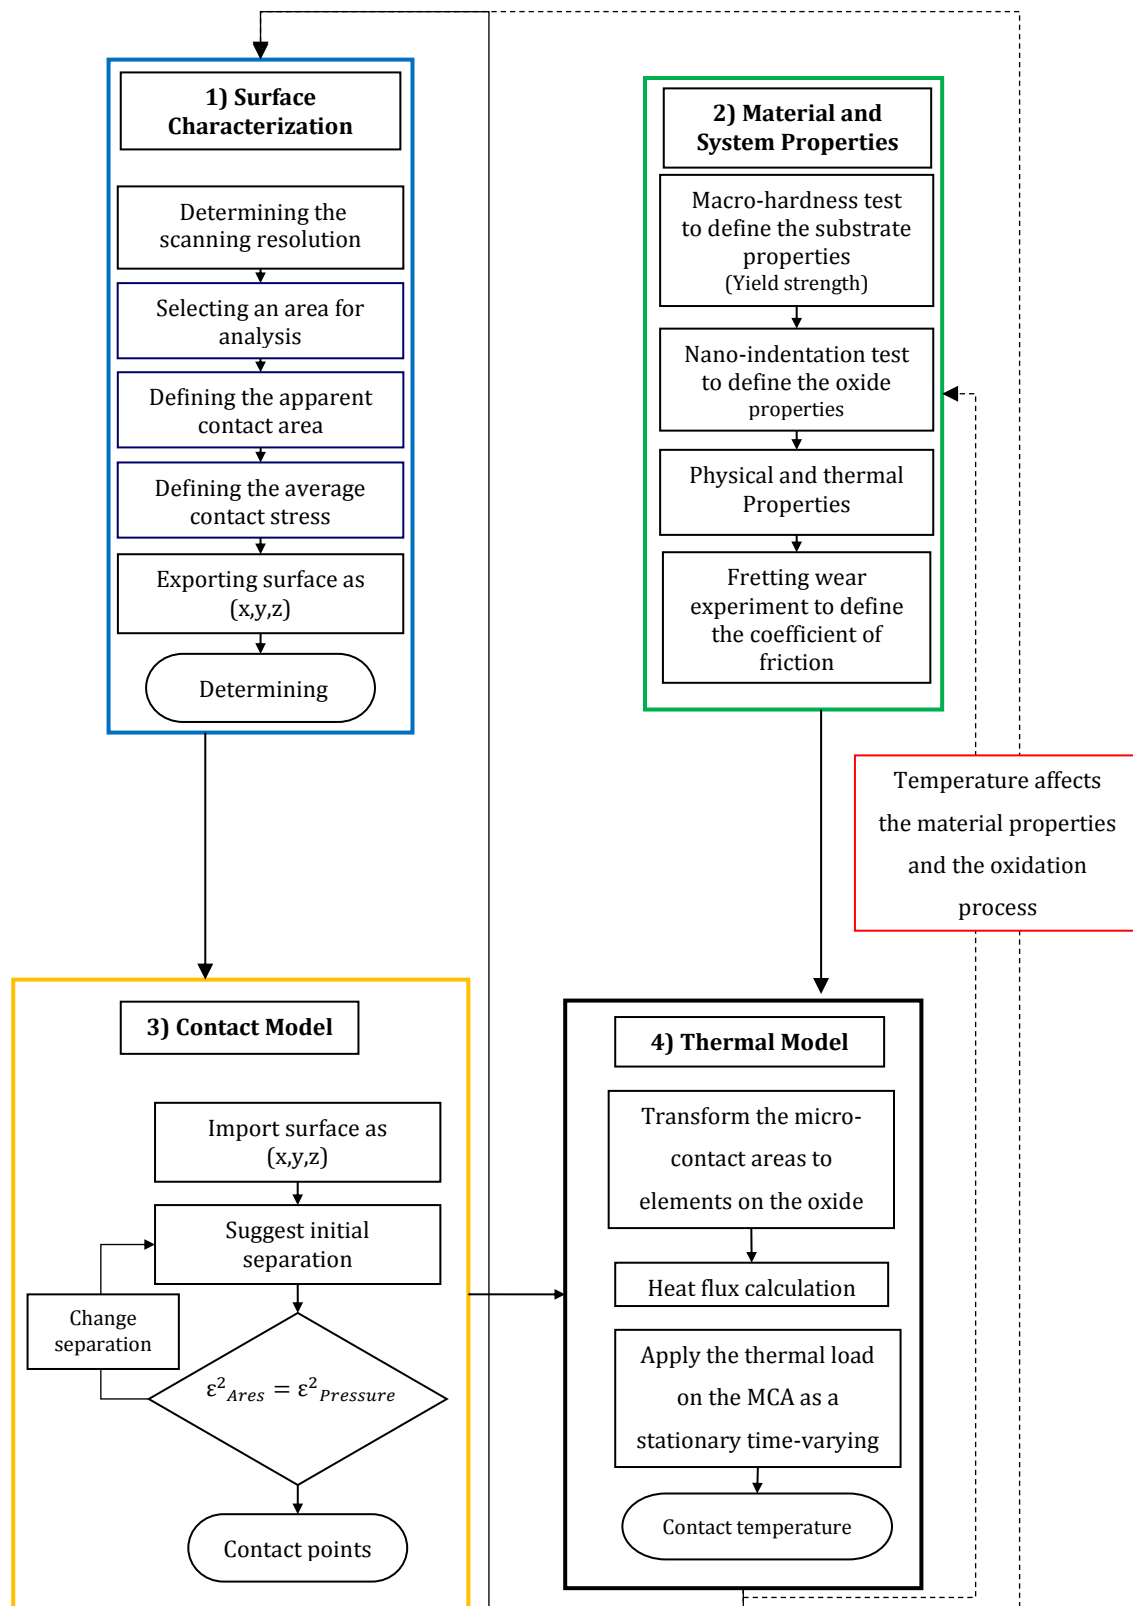 1) Surface
Characterization
Determining the
scanning resolution
Selecting an area for
analysis
Defining the apparent
contact area
Defining the average
contact stress
Exporting surface as
(x,y,z)
Determining
2) Material and
System Properties
Macro-hardness test
to define the substrate
properties
(Yield strength)
Nano-indentation test
to define the oxide
properties
Physical and thermal
Properties
Fretting wear
experiment to define
the coefficient of
friction
Temperature affects
the material properties
and the oxidation
process
3) Contact Model
Import surface as
(x,y,z)
Suggest initial
separation
Change
separation
ε²Ares = ε²Pressure
Contact points
4) Thermal Model
Transform the micro-
contact areas to
elements on the oxide
Heat flux calculation
Apply the thermal load
on the MCA as a
stationary time-varying
Contact temperature